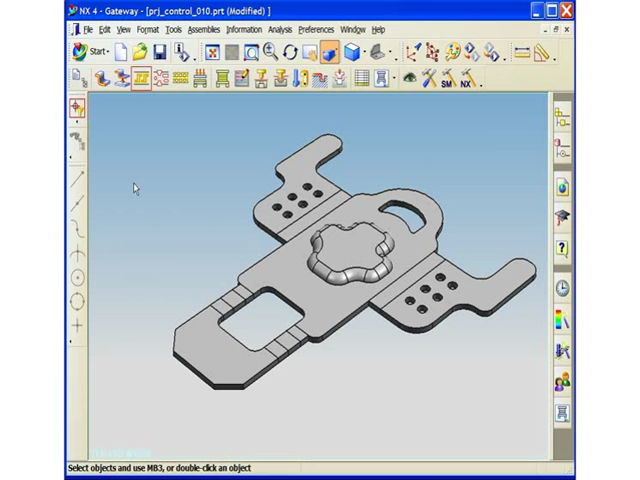 NX 4 - Gateway - [prj_control_010.prt (Modified) ]
File Edit View Format Tools Assemblies Information Analysis Preferences Window Help
Start
SM NX
Select objects and use MB3, or double-click an object